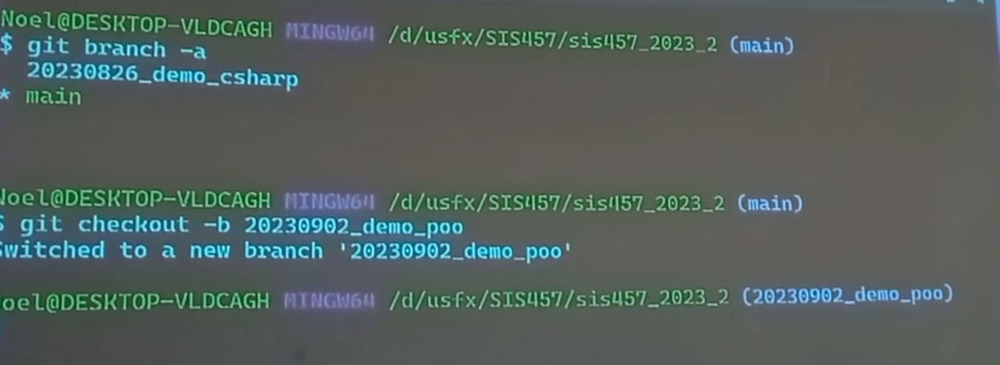 Noel@DESKTOP-VLDCAGH MINGW64 /d/usfx/SIS457/sis457_2023_2 (main)
$ git branch -a
20230826_demo_csharp
* main
Noel@DESKTOP-VLDCAGH MINGW64 /d/usfx/SIS457/sis457_2023_2 (main)
$ git checkout -b 20230902_demo_poo
Switched to a new branch '20230902_demo_poo'
Noel@DESKTOP-VLDCAGH MINGW64 /d/usfx/SIS457/sis457_2023_2 (20230902_demo_poo)